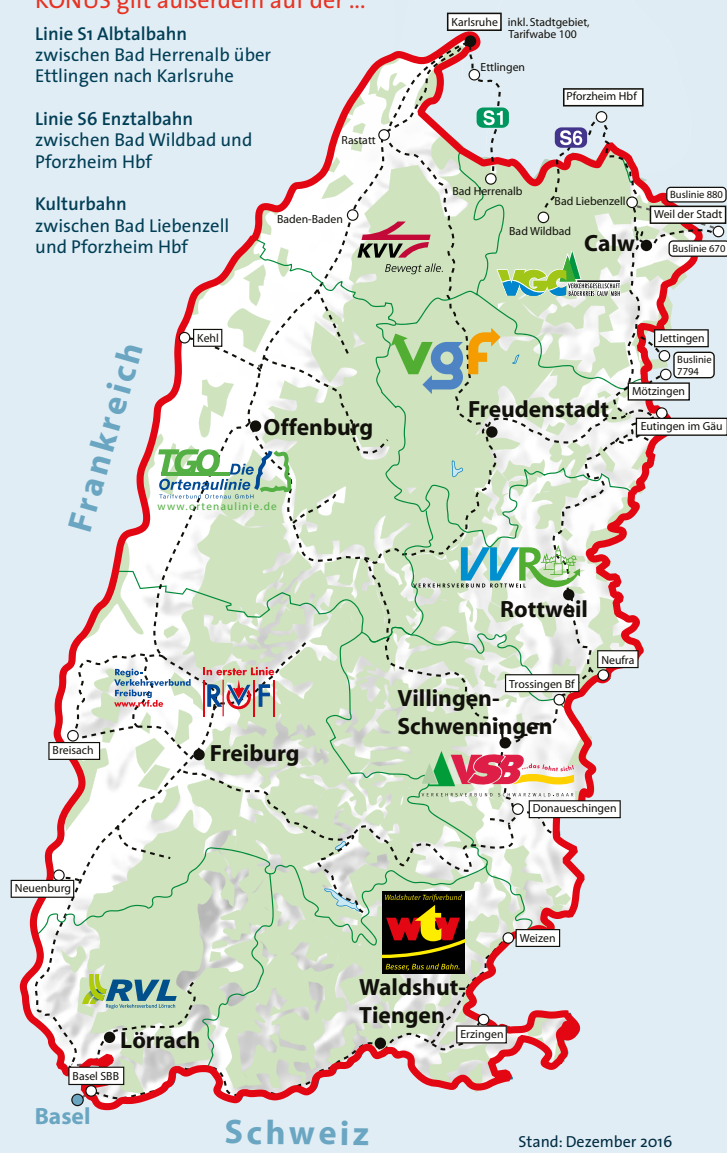 KONUS gilt außerdem auf der ...
Linie S1 Albtalbahn
zwischen Bad Herrenalb über
Ettlingen nach Karlsruhe
Linie S6 Enztalbahn
zwischen Bad Wildbad und
Pforzheim Hbf
Kulturbahn
zwischen Bad Liebenzell
und Pforzheim Hbf
Karlsruhe
inkl. Stadtgebiet,
Tarifwabe 100
Ettlingen
Pforzheim Hbf
S1
S6
Rastatt
Bad Herrenalb
Bad Liebenzell
Buslinie 880
Weil der Stadt
Baden-Baden
Bad Wildbad
Calw
Buslinie 670
KVV
Bewegt alle.
VGC
VERKEHRSGESELLSCHAFT
BÄDERKREIS CALW MBH
Kehl
Jettingen
vgf
Buslinie
7794
Mötzingen
Frankreich
Freudenstadt
Offenburg
Eutingen im Gäu
TGO Die
Ortenaulinie
Tarifverbund Ortenau GmbH
www.ortenaulinie.de
VVR
VERKEHRSVERBUND ROTTWEIL
Rottweil
Neufra
Regio-
Verkehrsverbund
Freiburg
www.rvf.de
In erster Linie
RVF
Trossingen Bf
Villingen-
Schwenningen
Breisach
Freiburg
VSB
...das lohnt sich!
VERKEHRSVERBUND SCHWARZWALD-BAAR
Donaueschingen
Neuenburg
Waldshuter Tarifverbund
wtv
Besser, Bus und Bahn.
Weizen
RVL
Regio Verkehrsverbund Lörrach
Waldshut-
Tiengen
Erzingen
Lörrach
Basel SBB
Basel
Schweiz
Stand: Dezember 2016